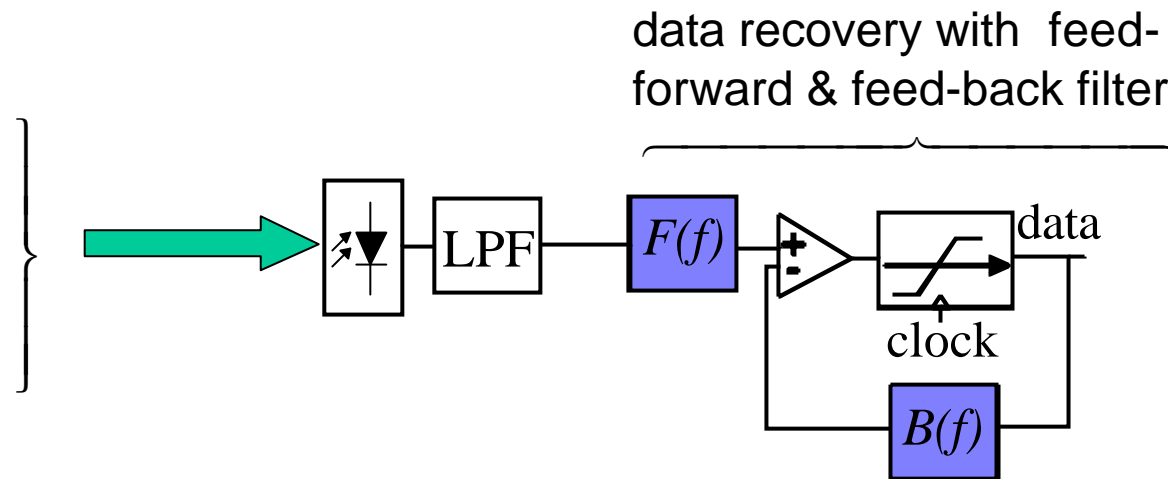 data recovery with feed-
forward & feed-back filter
LPF
F(f)
+
-
data
clock
B(f)